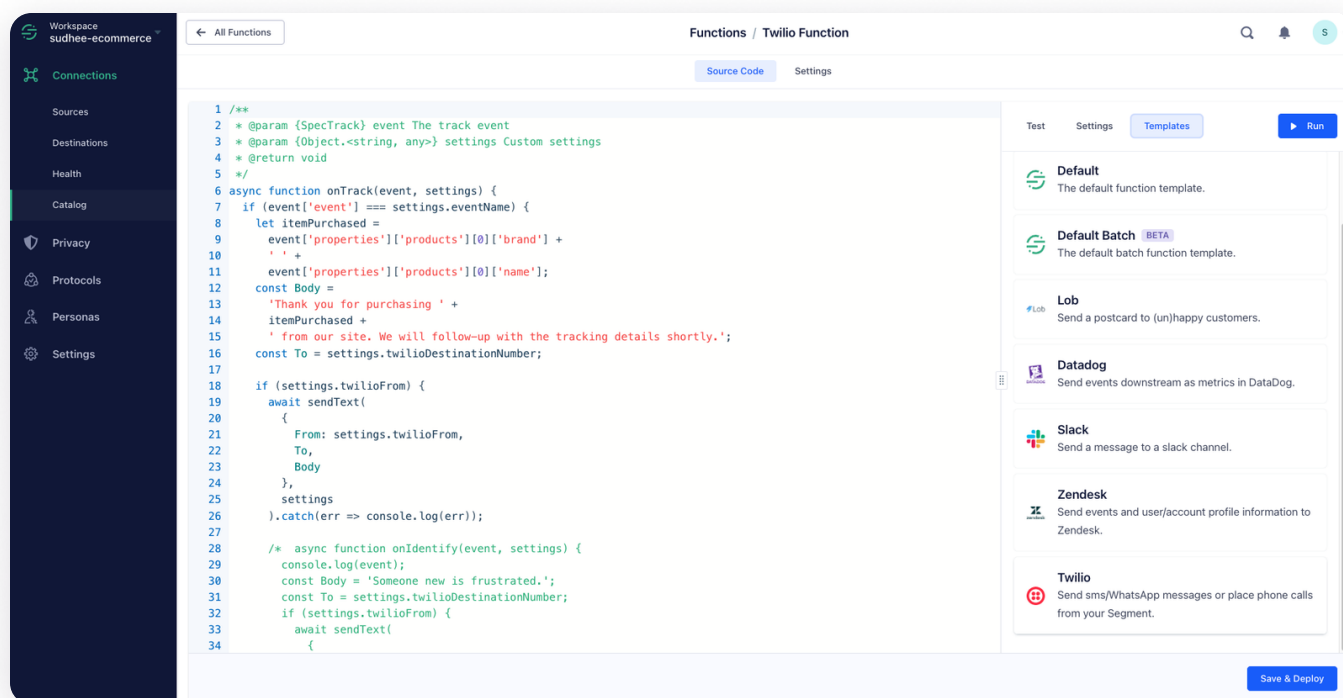 Workspace
sudhee-ecommerce
Connections
Sources
Destinations
Health
Catalog
Privacy
Protocols
Personas
Settings
All Functions
Functions / Twilio Function
S
Source Code
Settings
1 /**
2 * @param {SpecTrack} event The track event
3 * @param {Object.<string, any>} settings Custom settings
4 * @return void
5 */
6 async function onTrack(event, settings) {
7 if (event['event'] === settings.eventName) {
8 let itemPurchased =
9 event['properties']['products'][0]['brand'] +
10 ' ' +
11 event['properties']['products'][0]['name'];
12 const Body =
13 'Thank you for purchasing ' +
14 itemPurchased +
15 ' from our site. We will follow-up with the tracking details shortly.';
16 const To = settings.twilioDestinationNumber;
17
18 if (settings.twilioFrom) {
19 await sendText(
20 {
21 From: settings.twilioFrom,
22 To,
23 Body
24 },
25 settings
26 ).catch(err => console.log(err));
27
28 /* async function onIdentify(event, settings) {
29 console.log(event);
30 const Body = 'Someone new is frustrated.';
31 const To = settings.twilioDestinationNumber;
32 if (settings.twilioFrom) {
33 await sendText(
34 {
Test
Settings
Templates
Run
Default
The default function template.
Default Batch BETA
The default batch function template.
Lob
Lob
Send a postcard to (un)happy customers.
DATADOG
Datadog
Send events downstream as metrics in DataDog.
Slack
Send a message to a slack channel.
zendesk
Zendesk
Send events and user/account profile information to
Zendesk.
Twilio
Send sms/WhatsApp messages or place phone calls
from your Segment.
Save & Deploy